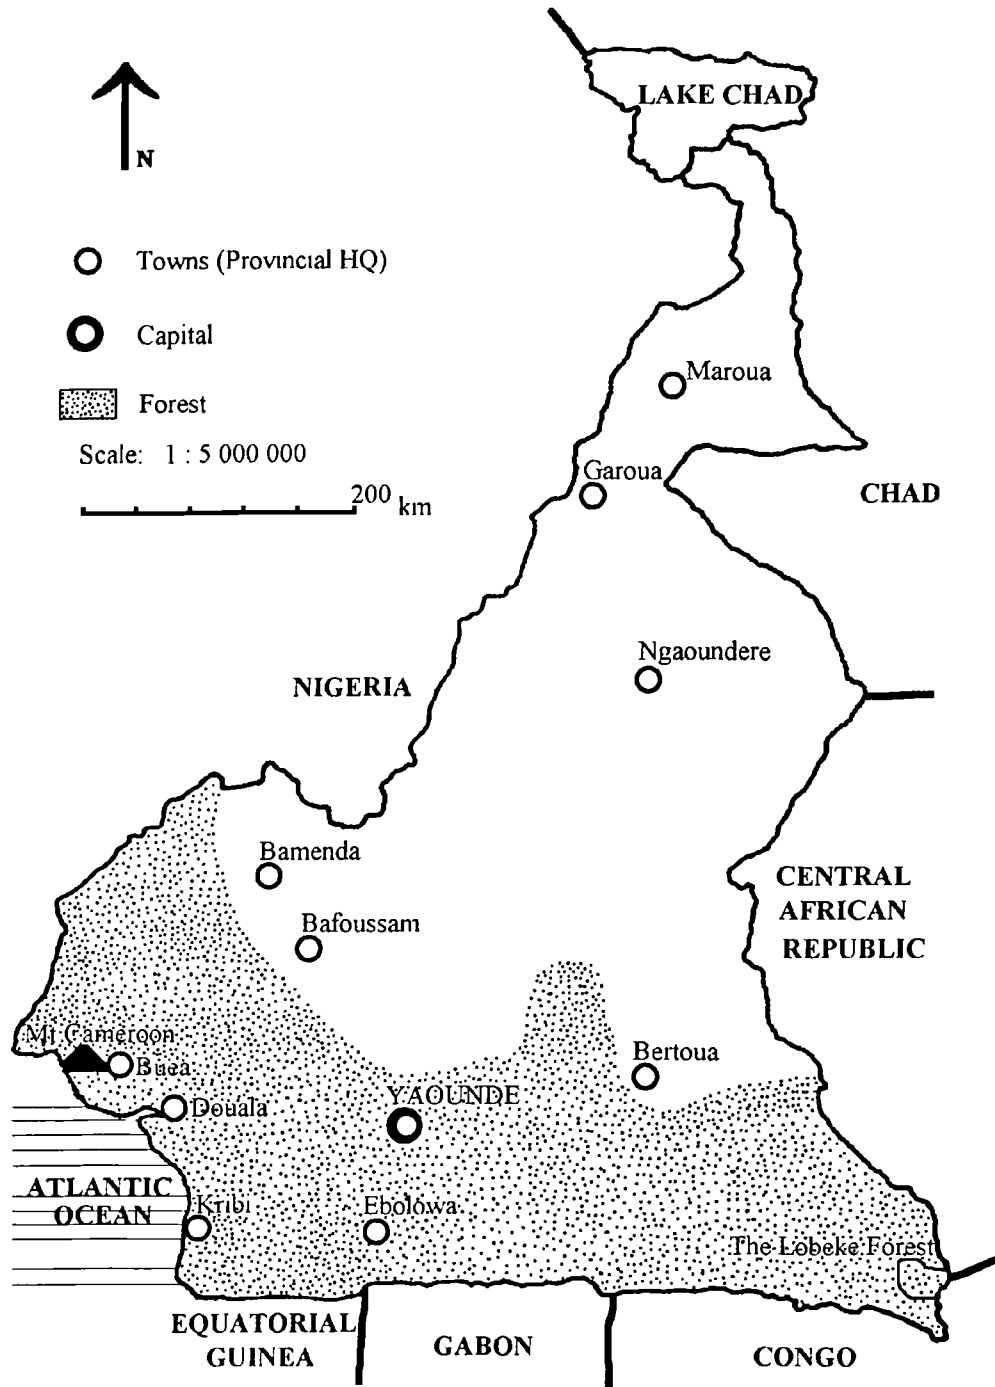 LAKE CHAD
N
Towns (Provincial HQ)
Capital
Maroua
Forest
Scale: 1 : 5 000 000
Garoua
200 km
CHAD
Ngaoundere
NIGERIA
Bamenda
CENTRAL
AFRICAN
REPUBLIC
Bafoussam
Mt Cameroon
Bertoua
Buea
YAOUNDE
Douala
ATLANTIC
OCEAN
Kribi
Ebolowa
The Lobeke Forest
EQUATORIAL
GUINEA
GABON
CONGO